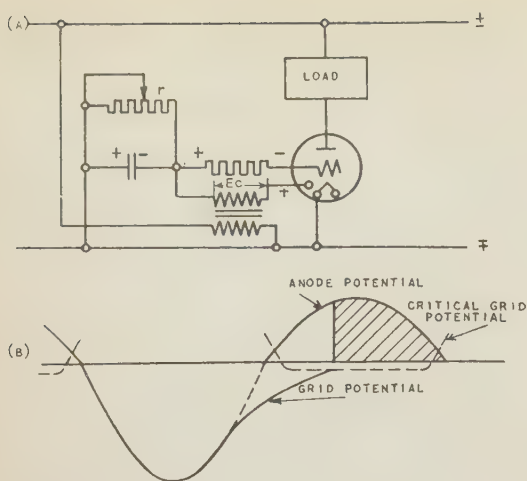 (A)
±
LOAD
r
+ - + -
Ec
+
∓
ANODE POTENTIAL
CRITICAL GRID
POTENTIAL
(B)
GRID POTENTIAL